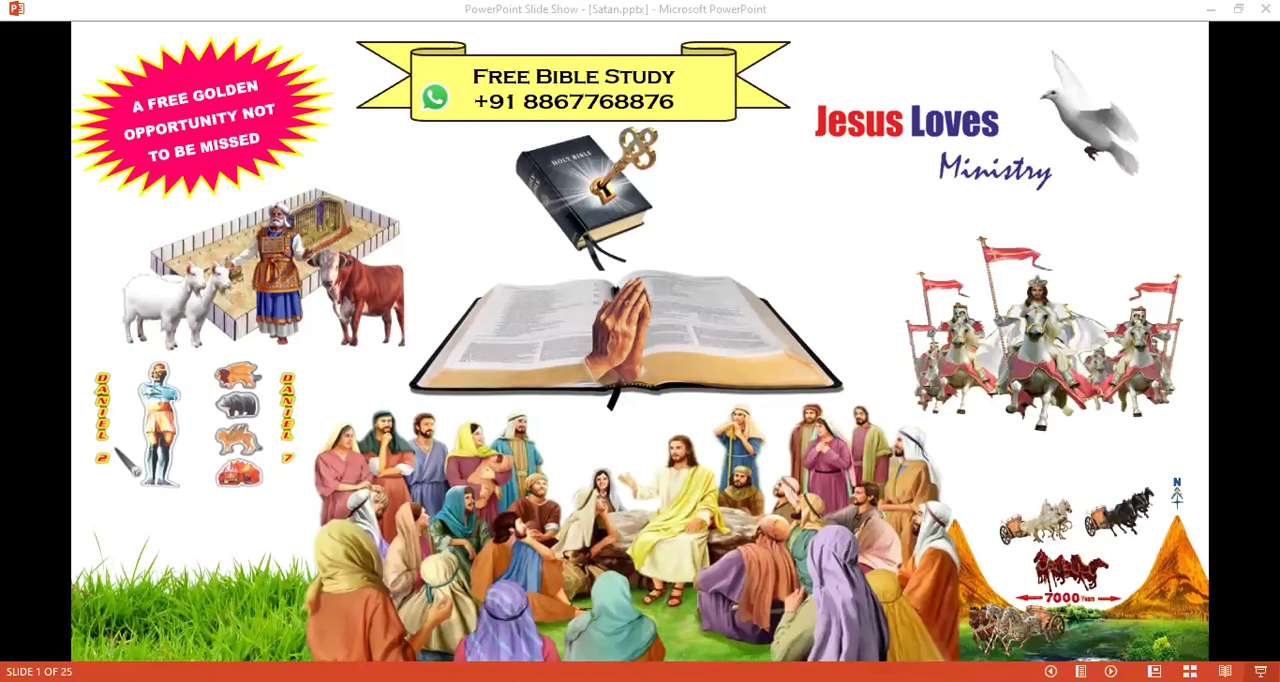 PowerPoint Slide Show - [Satan.pptx] - Microsoft PowerPoint
A FREE GOLDEN
OPPORTUNITY NOT
TO BE MISSED
FREE BIBLE STUDY
+91 8867768876
Jesus Loves
Ministry
HOLY BIBLE
DANIEL 2
DANIEL 7
N
7000 Years
SLIDE 1 OF 25